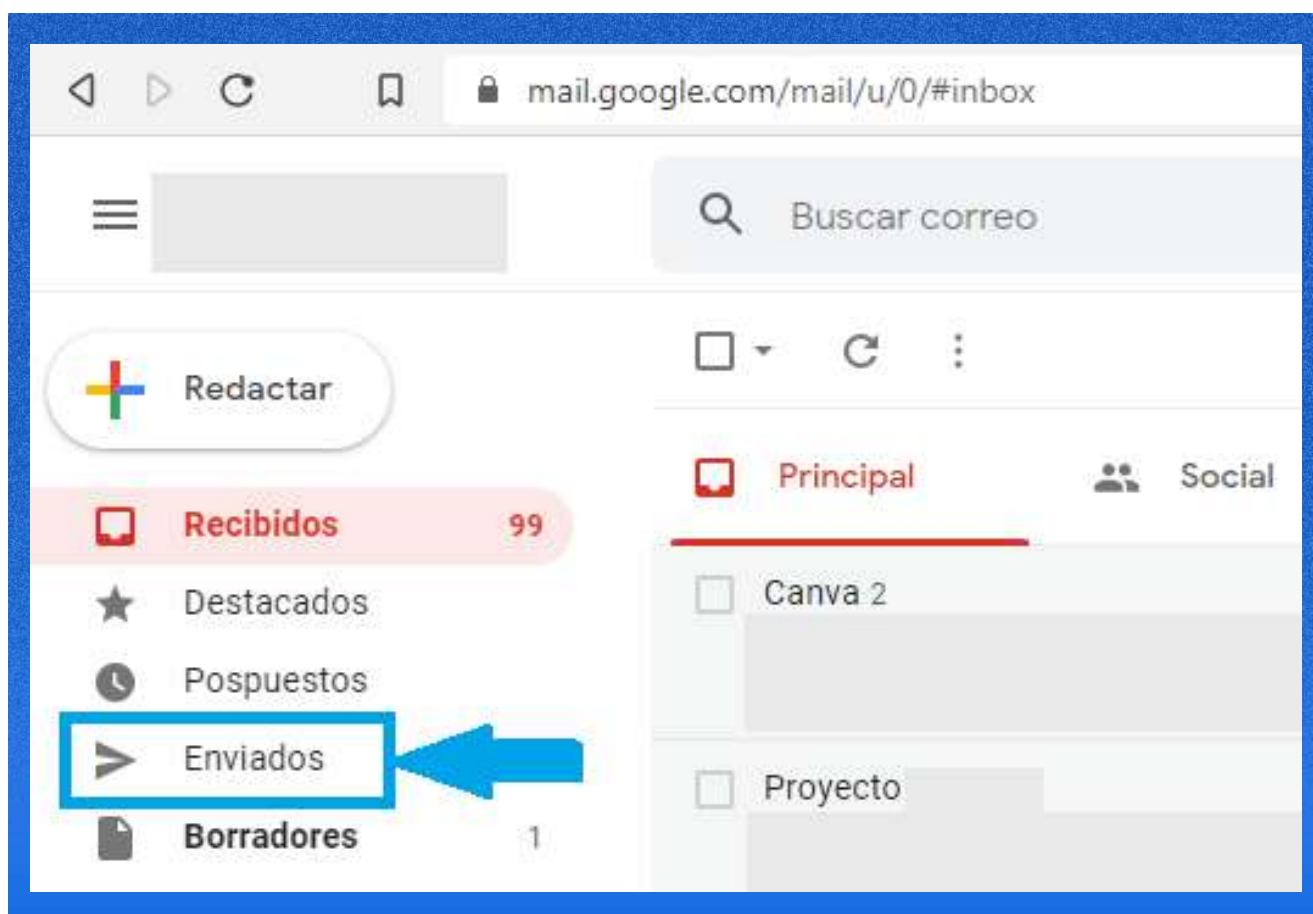 mail.google.com/mail/u/0/#inbox
Buscar correo
Redactar
Recibidos 99
Destacados
Pospuestos
Enviados
Borradores 1
Principal
Social
Canva 2
Proyecto